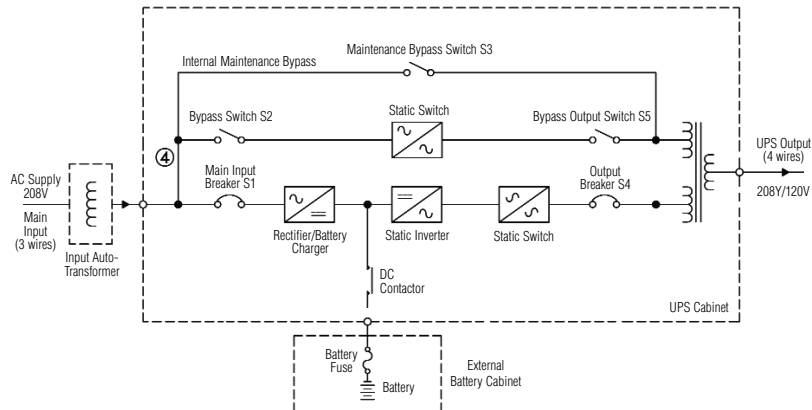 Maintenance Bypass Switch S3
Internal Maintenance Bypass
Bypass Switch S2
Static Switch
Bypass Output Switch S5
UPS Output
(4 wires)
208Y/120V
④
AC Supply
208V
Main
Input
(3 wires)
Input Auto-
Transformer
Main Input
Breaker S1
Rectifier/Battery
Charger
Static Inverter
Static Switch
Output
Breaker S4
DC
Contactor
UPS Cabinet
Battery
Fuse
Battery
External
Battery Cabinet